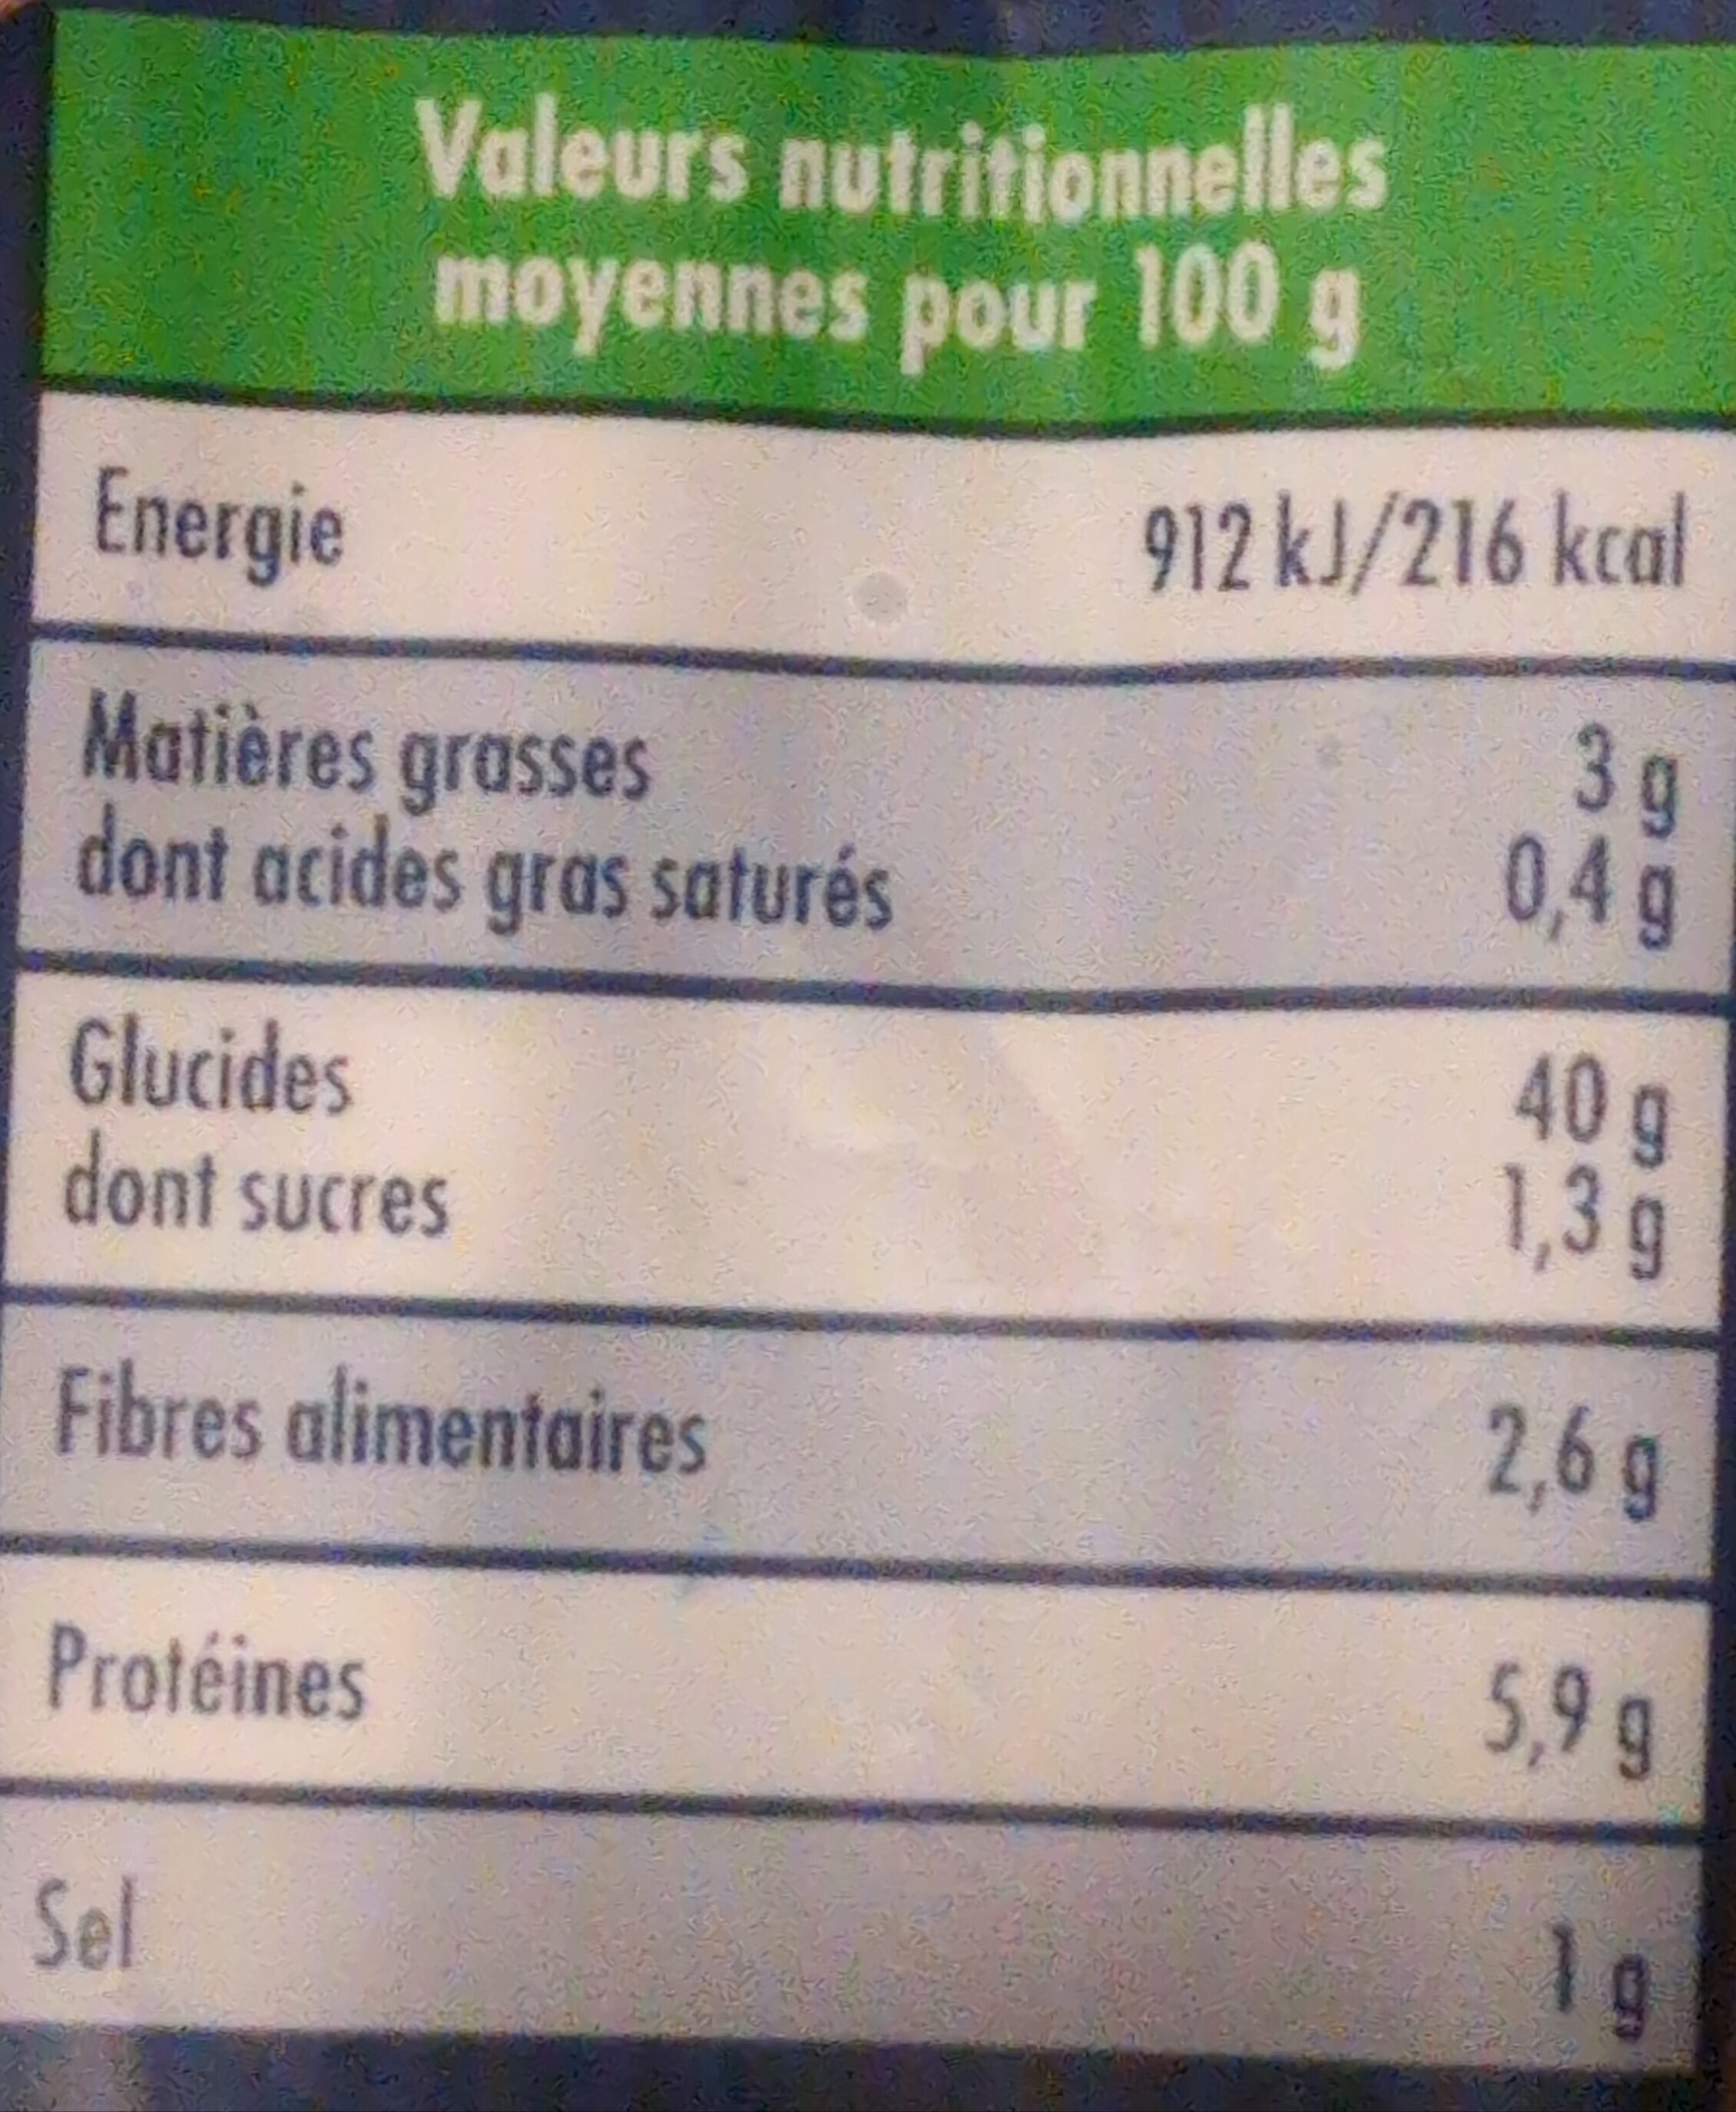 Valeurs nutritionnelles
moyennes pour 100 g
Energie 912 kJ/216 kcal
Matières grasses 3 g
dont acides gras saturés 0,4 g
Glucides 40 g
dont sucres 1,3 g
Fibres alimentaires 2,6 g
Protéines 5,9 g
Sel 1 g